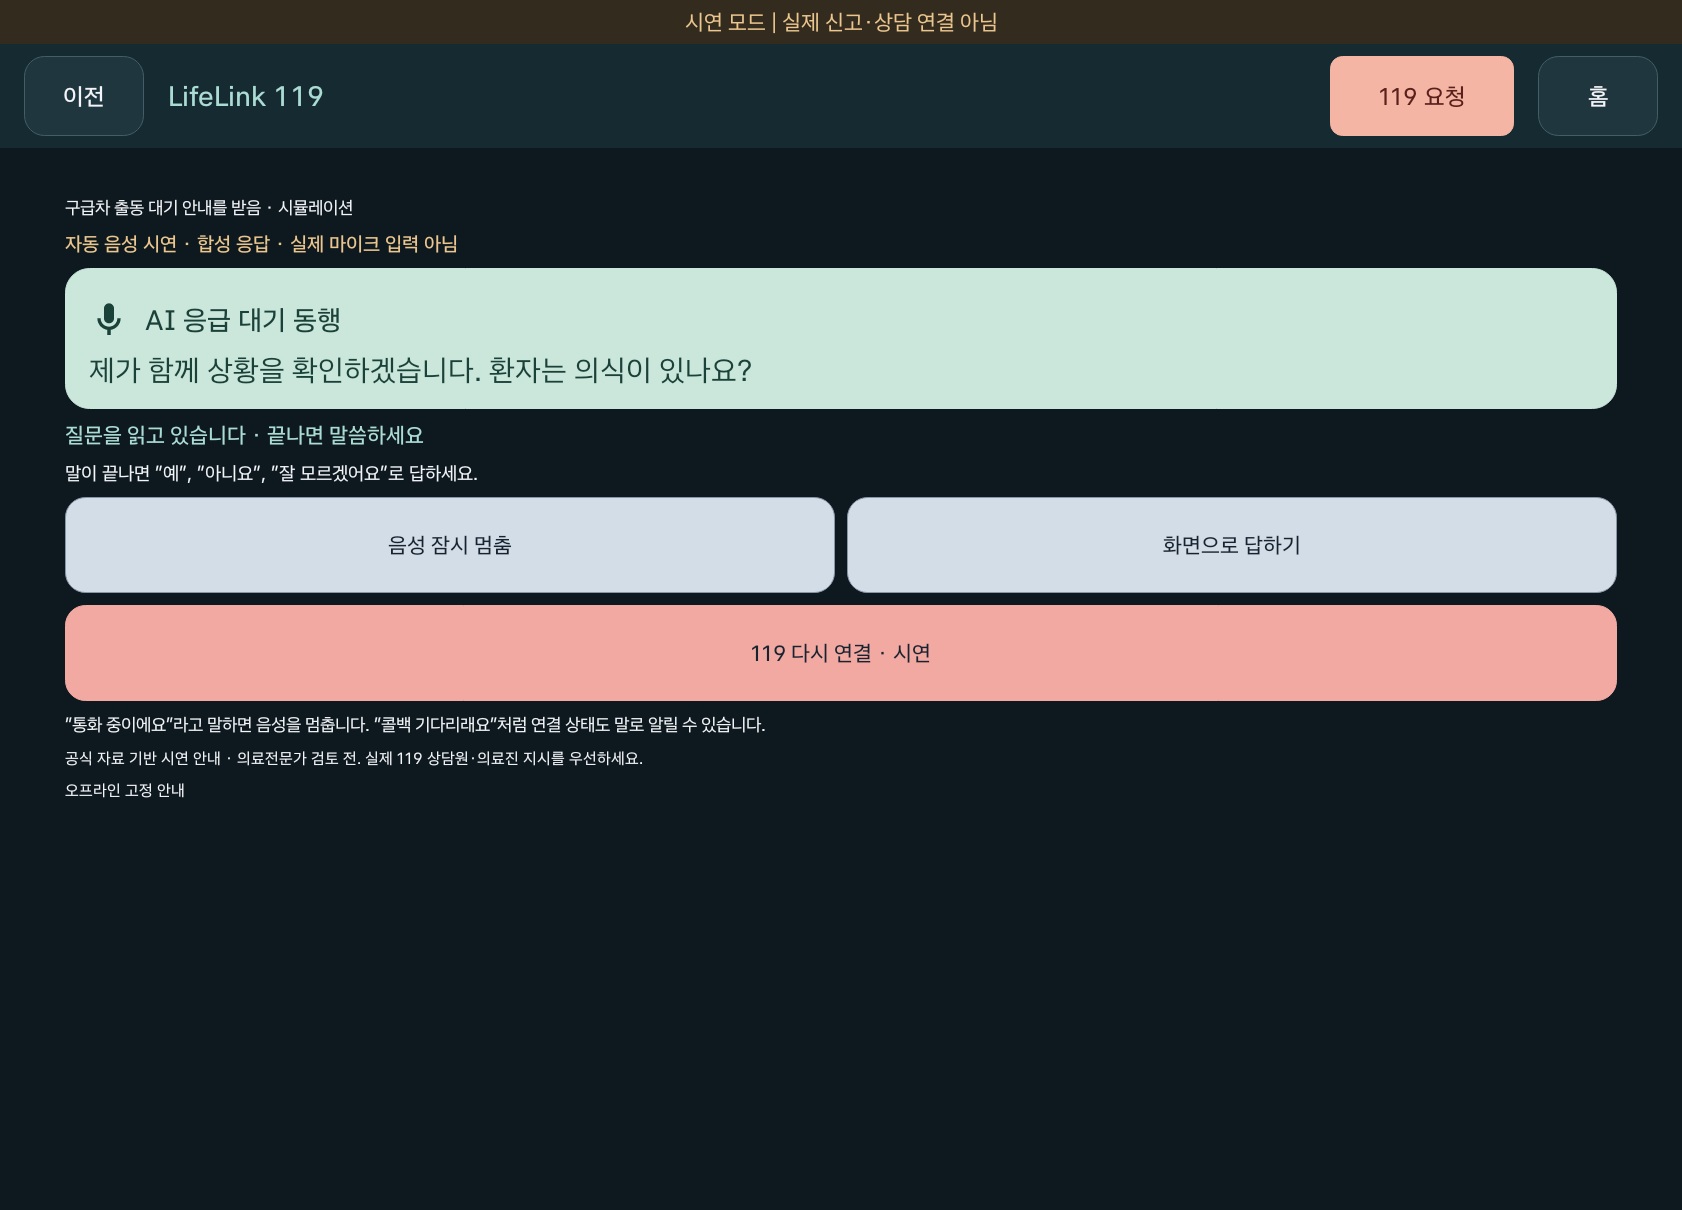 시연 모드 | 실제 신고·상담 연결 아님
이전
LifeLink 119
119 요청
홈
구급차 출동 대기 안내를 받음 · 시뮬레이션
자동 음성 시연 · 합성 응답 · 실제 마이크 입력 아님
AI 응급 대기 동행
제가 함께 상황을 확인하겠습니다. 환자는 의식이 있나요?
질문을 읽고 있습니다 · 끝나면 말씀하세요
말이 끝나면 "예", "아니요", "잘 모르겠어요"로 답하세요.
음성 잠시 멈춤
화면으로 답하기
119 다시 연결 · 시연
"통화 중이에요"라고 말하면 음성을 멈춥니다. "콜백 기다리래요"처럼 연결 상태도 말로 알릴 수 있습니다.
공식 자료 기반 시연 안내 · 의료전문가 검토 전. 실제 119 상담원·의료진 지시를 우선하세요.
오프라인 고정 안내